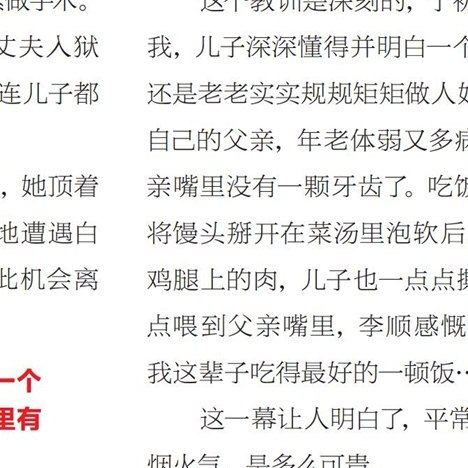 做手术。
丈夫入狱
连儿子都
，她顶着
地遭遇白
此机会离
一个
里有
这个教训是深刻的，
我，儿子深深懂得并明白一个
还是老老实实规规矩矩做人
自己的父亲，年老体弱又多病
亲嘴里没有一颗牙齿了。吃饭
将馒头掰开在菜汤里泡软后
鸡腿上的肉，儿子也一点点
点喂到父亲嘴里，李顺感慨
我这辈子吃得最好的一顿饭…
这一幕让人明白了，平常
烟火气，是多么可贵